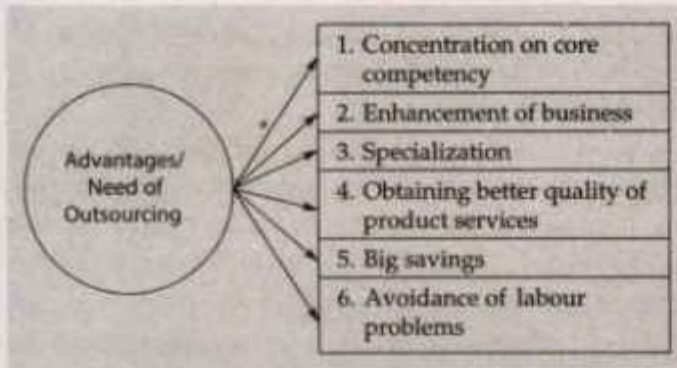 Advantages/
Need of
Outsourcing
1. Concentration on core
competency
2. Enhancement of business
3. Specialization
4. Obtaining better quality of
product services
5. Big savings
6. Avoidance of labour
problems